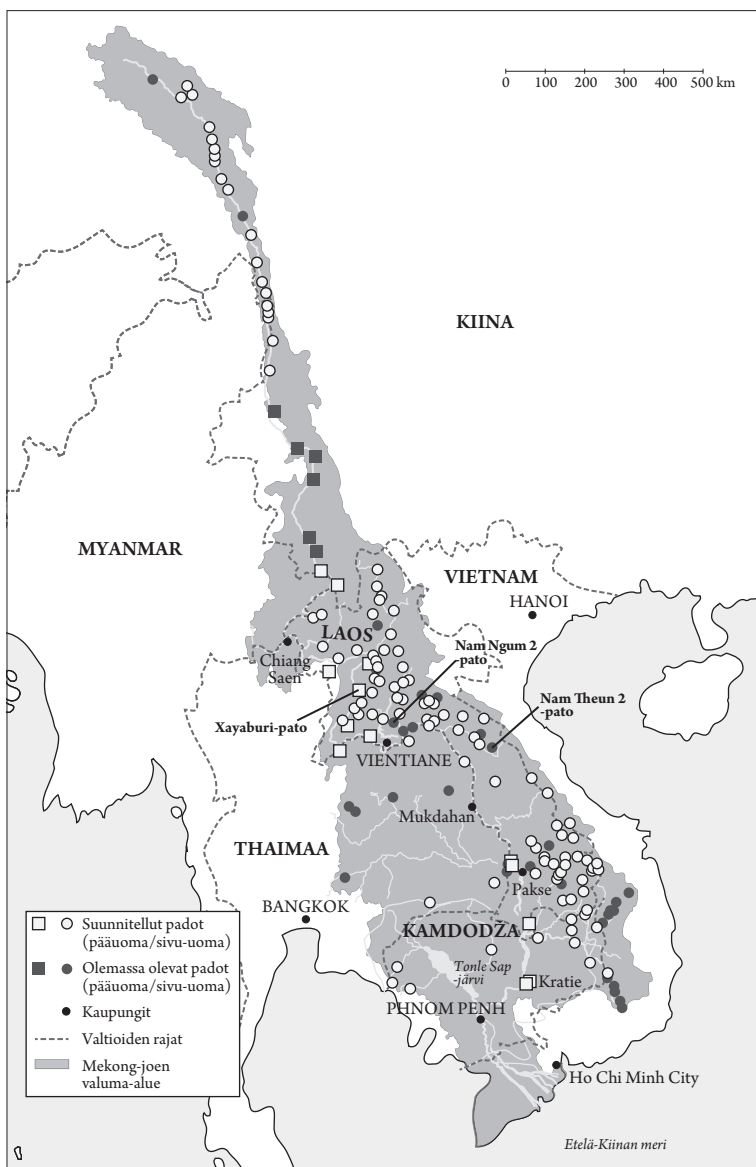 0 100 200 300 400 500 km
KIINA
MYANMAR
VIETNAM
HANOI
LAOS
Chiang
Saen
Nam Ngum 2
-pato
Nam Theun 2
-pato
Xayaburi-pato
VIENTIANE
Mukdahan
THAIMAA
Pakse
BANGKOK
KAMDODŽA
Tonle Sap
-järvi
Kratie
PHNOM PENH
Ho Chi Minh City
Etelä-Kiinan meri
Suunnitellut padot
(pääuoma/sivu-uoma)
Olemassa olevat padot
(pääuoma/sivu-uoma)
Kaupungit
Valtioiden rajat
Mekong-joen
valuma-alue